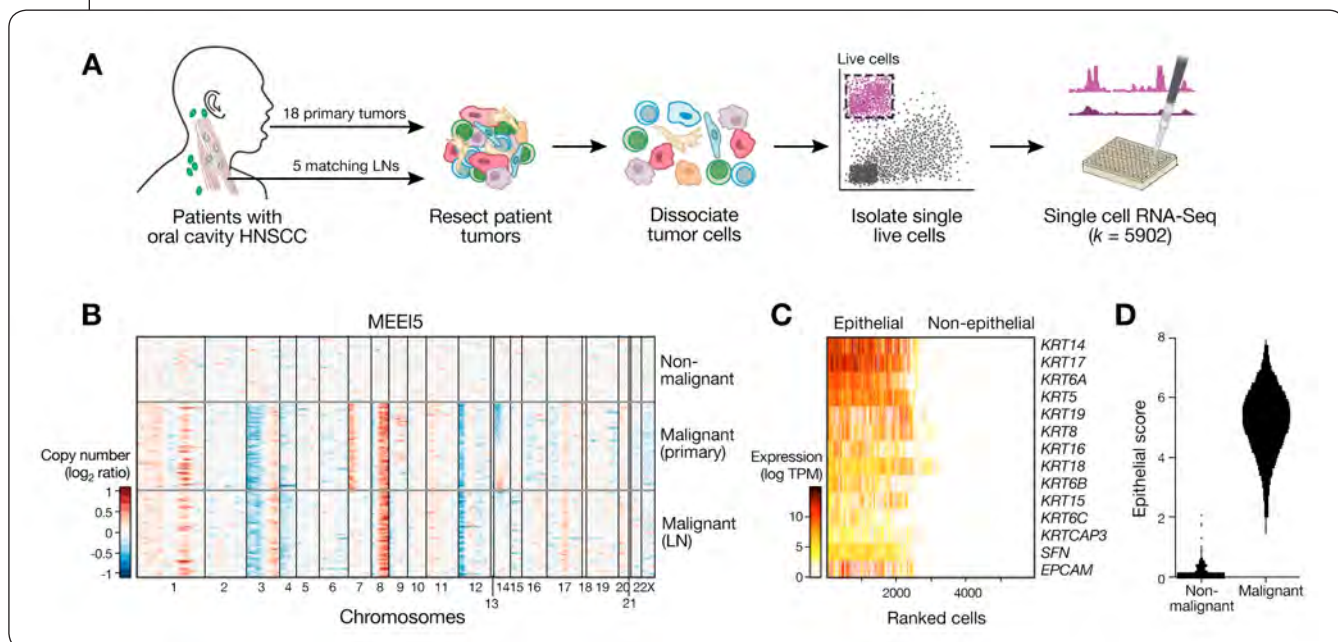 A
18 primary tumors
5 matching LNs
Live cells
Patients with
oral cavity HNSCC
Resect patient
tumors
Dissociate
tumor cells
Isolate single
live cells
Single cell RNA-Seq
(k = 5902)
B
MEEI5
Non-
malignant
Malignant
(primary)
Malignant
(LN)
Copy number
(log2 ratio)
1
0.5
0
-0.5
-1
1 2 3 4 5 6 7 8 9 10 11 12 13 14 15 16 17 18 19 20 21 22X
Chromosomes
C
Epithelial Non-epithelial
KRT14
KRT17
KRT6A
KRT5
KRT19
KRT8
KRT16
KRT18
KRT6B
KRT15
KRT6C
KRTCAP3
SFN
EPCAM
Expression
(log TPM)
10
5
0
2000 4000
Ranked cells
D
Epithelial score
8
6
4
2
0
Non-
malignant
Malignant